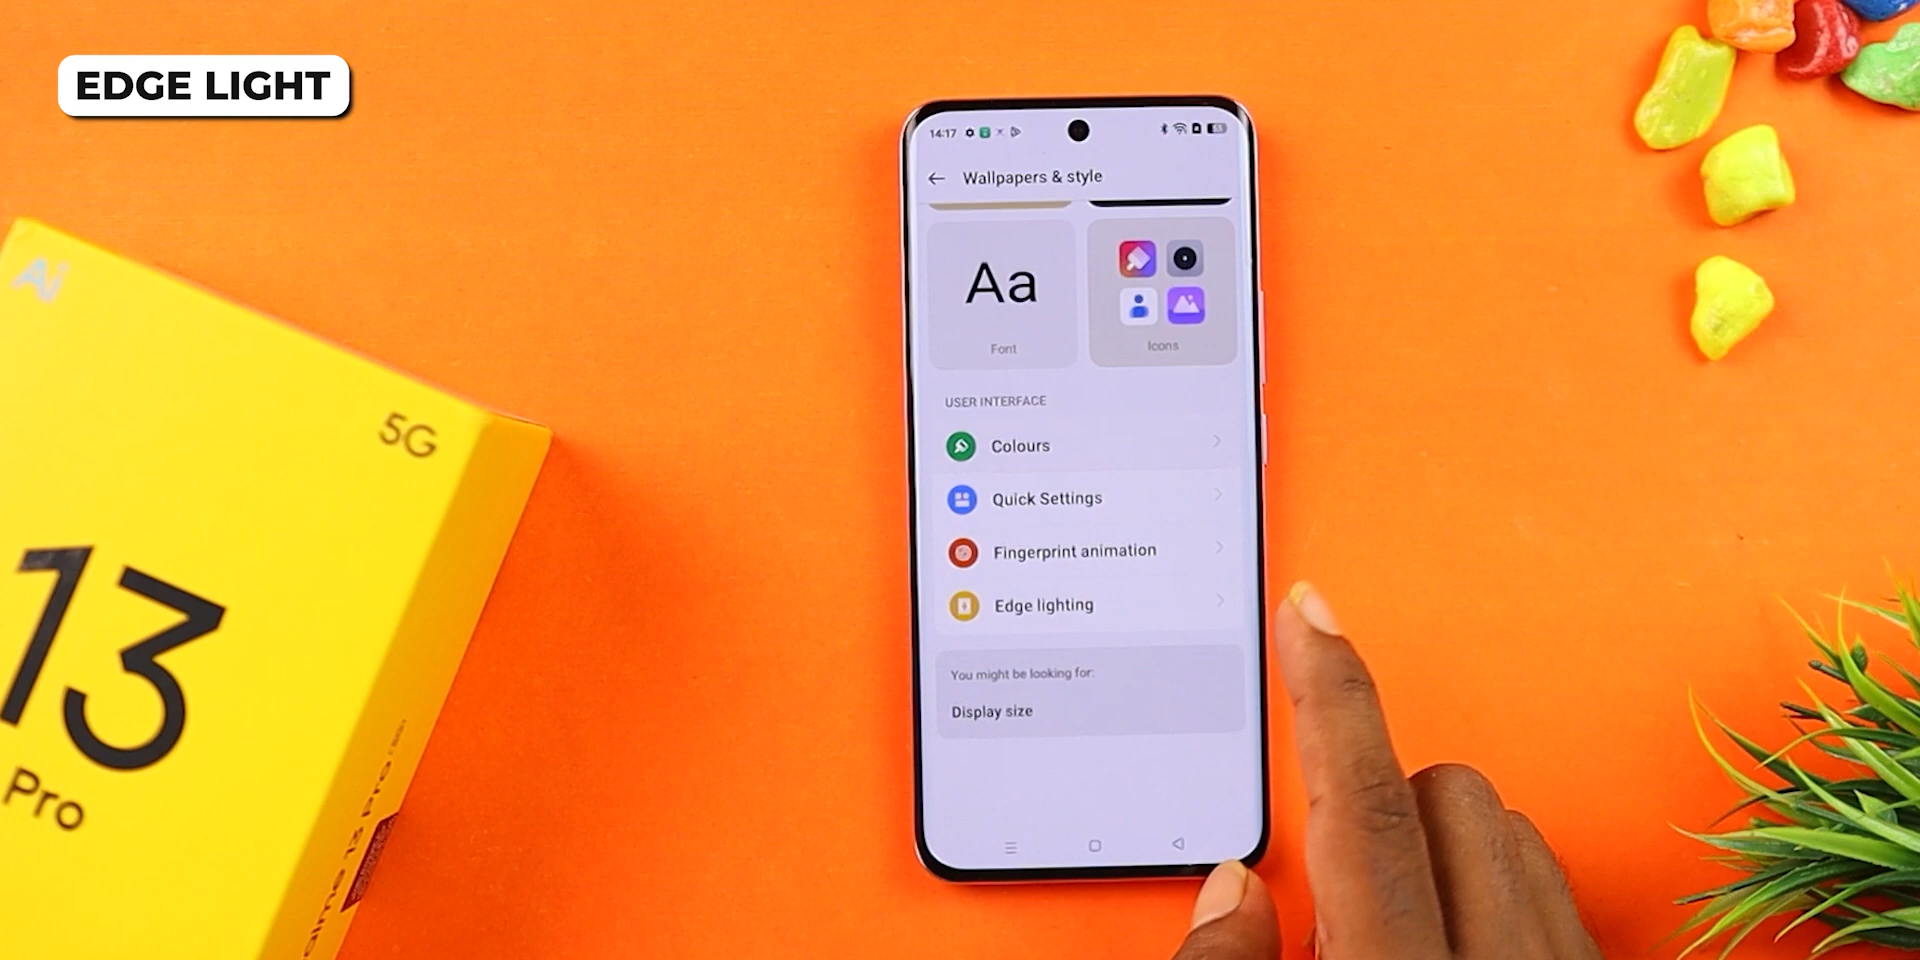 EDGE LIGHT
14:17
Wallpapers & style
Aa
Font
Icons
USER INTERFACE
Colours
Quick Settings
Fingerprint animation
Edge lighting
You might be looking for:
Display size
Ai
5G
13
Pro